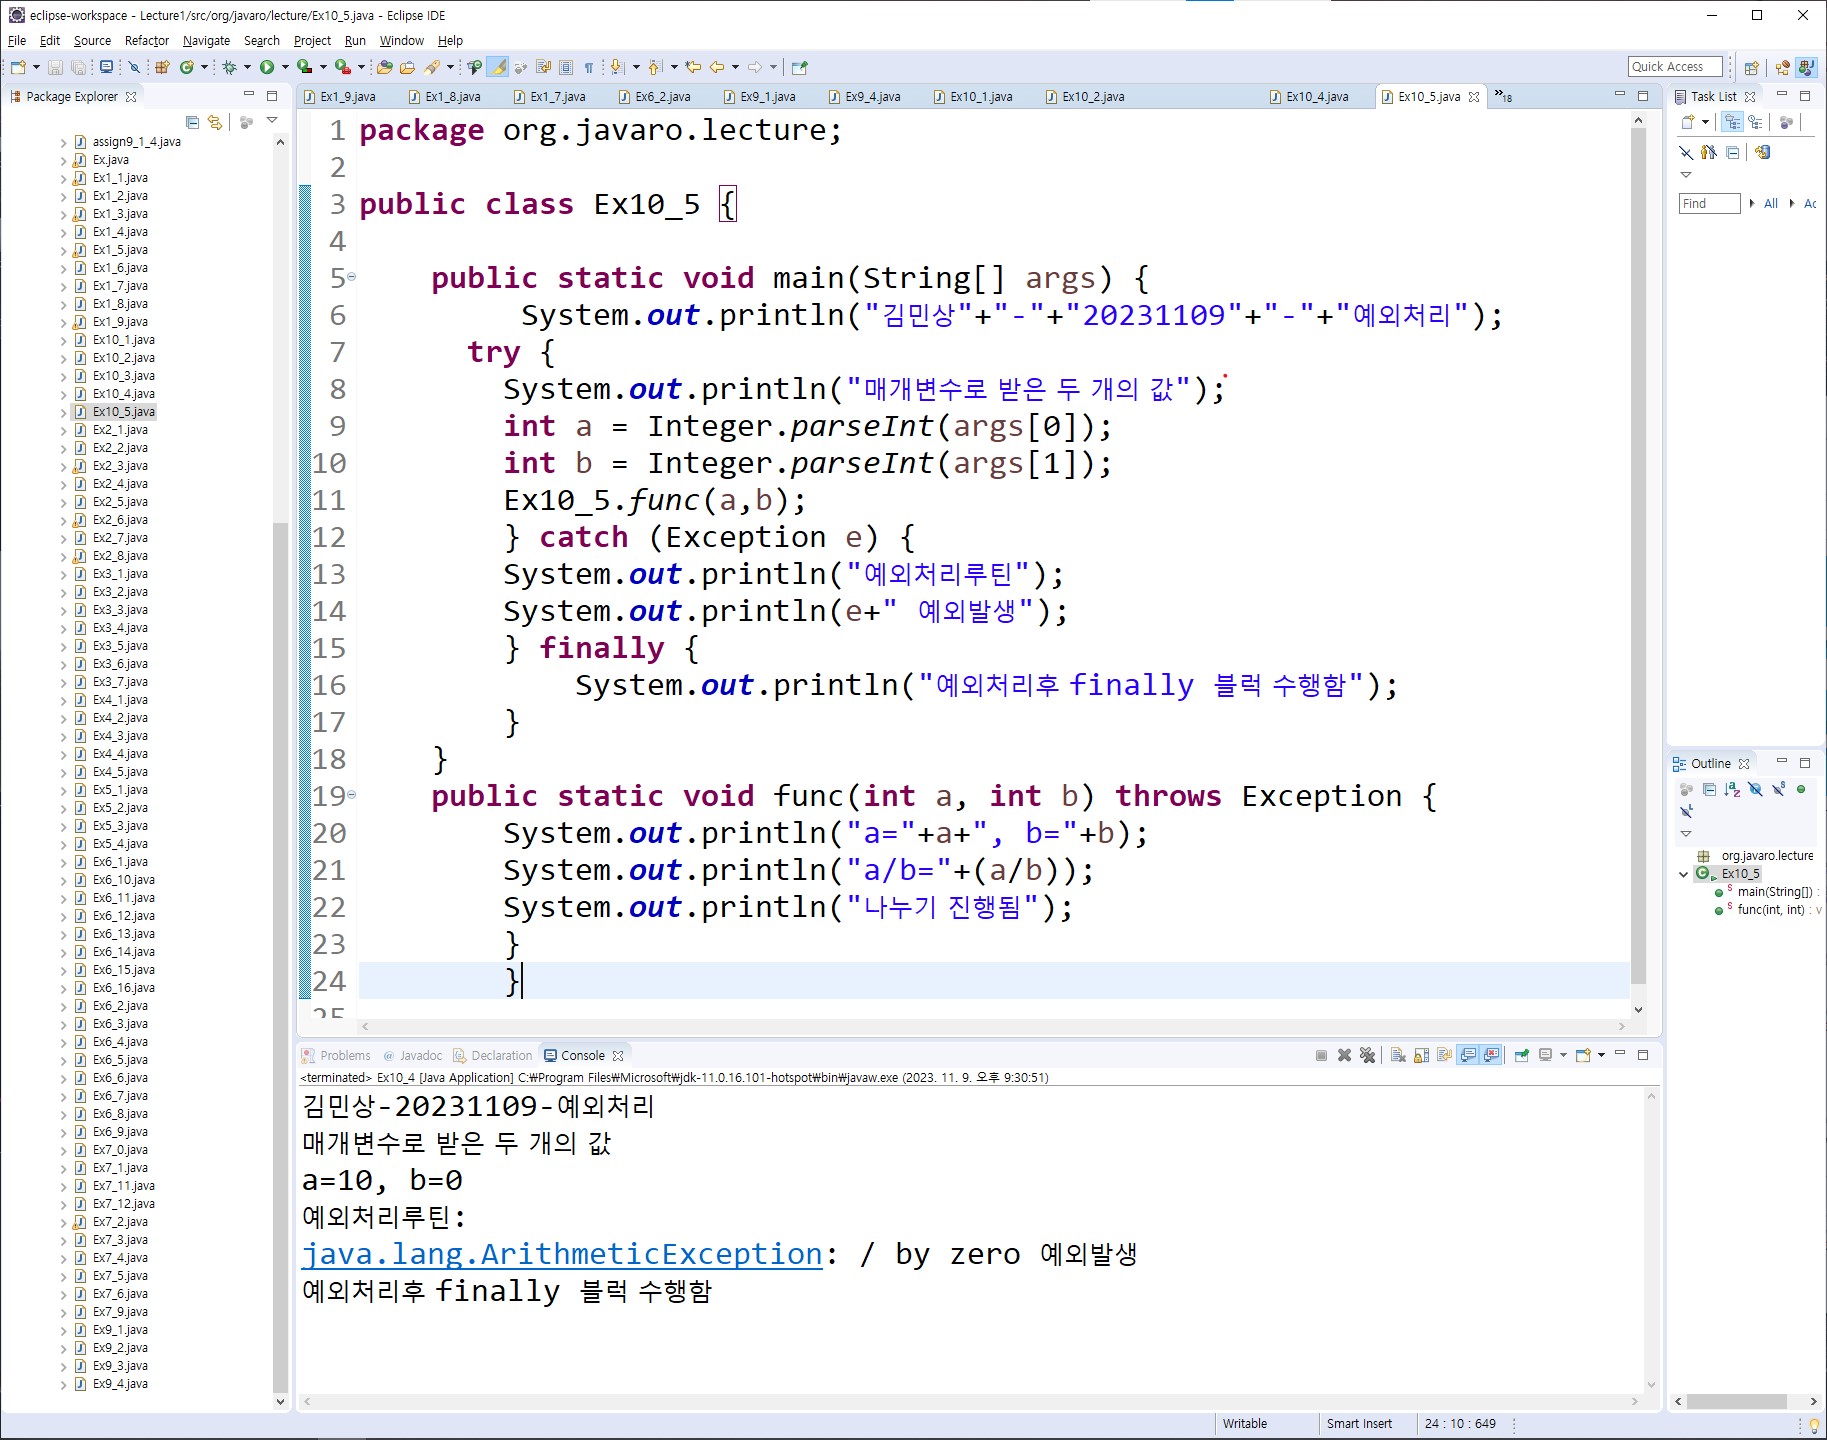 eclipse-workspace - Lecture1/src/org/javaro/lecture/Ex10_5.java - Eclipse IDE
File Edit Source Refactor Navigate Search Project Run Window Help
Quick Access
Package Explorer
assign9_1_4.java
Ex.java
Ex1_1.java
Ex1_2.java
Ex1_3.java
Ex1_4.java
Ex1_5.java
Ex1_6.java
Ex1_7.java
Ex1_8.java
Ex1_9.java
Ex10_1.java
Ex10_2.java
Ex10_3.java
Ex10_4.java
Ex10_5.java
Ex2_1.java
Ex2_2.java
Ex2_3.java
Ex2_4.java
Ex2_5.java
Ex2_6.java
Ex2_7.java
Ex2_8.java
Ex3_1.java
Ex3_2.java
Ex3_3.java
Ex3_4.java
Ex3_5.java
Ex3_6.java
Ex3_7.java
Ex4_1.java
Ex4_2.java
Ex4_3.java
Ex4_4.java
Ex4_5.java
Ex5_1.java
Ex5_2.java
Ex5_3.java
Ex5_4.java
Ex6_1.java
Ex6_10.java
Ex6_11.java
Ex6_12.java
Ex6_13.java
Ex6_14.java
Ex6_15.java
Ex6_16.java
Ex6_2.java
Ex6_3.java
Ex6_4.java
Ex6_5.java
Ex6_6.java
Ex6_7.java
Ex6_8.java
Ex6_9.java
Ex7_0.java
Ex7_1.java
Ex7_11.java
Ex7_12.java
Ex7_2.java
Ex7_3.java
Ex7_4.java
Ex7_5.java
Ex7_6.java
Ex7_9.java
Ex9_1.java
Ex9_2.java
Ex9_3.java
Ex9_4.java
Ex1_9.java Ex1_8.java Ex1_7.java Ex6_2.java Ex9_1.java Ex9_4.java Ex10_1.java Ex10_2.java Ex10_4.java Ex10_5.java »18
1 package org.javaro.lecture;
2
3 public class Ex10_5 {
4
5 public static void main(String[] args) {
6 System.out.println("김민상"+"-"+"20231109"+"-"+"예외처리");
7 try {
8 System.out.println("매개변수로 받은 두 개의 값");
9 int a = Integer.parseInt(args[0]);
10 int b = Integer.parseInt(args[1]);
11 Ex10_5.func(a,b);
12 } catch (Exception e) {
13 System.out.println("예외처리루틴");
14 System.out.println(e+" 예외발생");
15 } finally {
16 System.out.println("예외처리후 finally 블럭 수행함");
17 }
18 }
19 public static void func(int a, int b) throws Exception {
20 System.out.println("a="+a+", b="+b);
21 System.out.println("a/b="+(a/b));
22 System.out.println("나누기 진행됨");
23 }
24 }
25
Problems @ Javadoc Declaration Console
<terminated> Ex10_4 [Java Application] C:₩Program Files₩Microsoft₩jdk-11.0.16.101-hotspot₩bin₩javaw.exe (2023. 11. 9. 오후 9:30:51)
김민상-20231109-예외처리
매개변수로 받은 두 개의 값
a=10, b=0
예외처리루틴:
java.lang.ArithmeticException: / by zero 예외발생
예외처리후 finally 블럭 수행함
Task List
Find All Ac
Outline
org.javaro.lecture
Ex10_5
main(String[]) :
func(int, int) : v
Writable Smart Insert 24 : 10 : 649